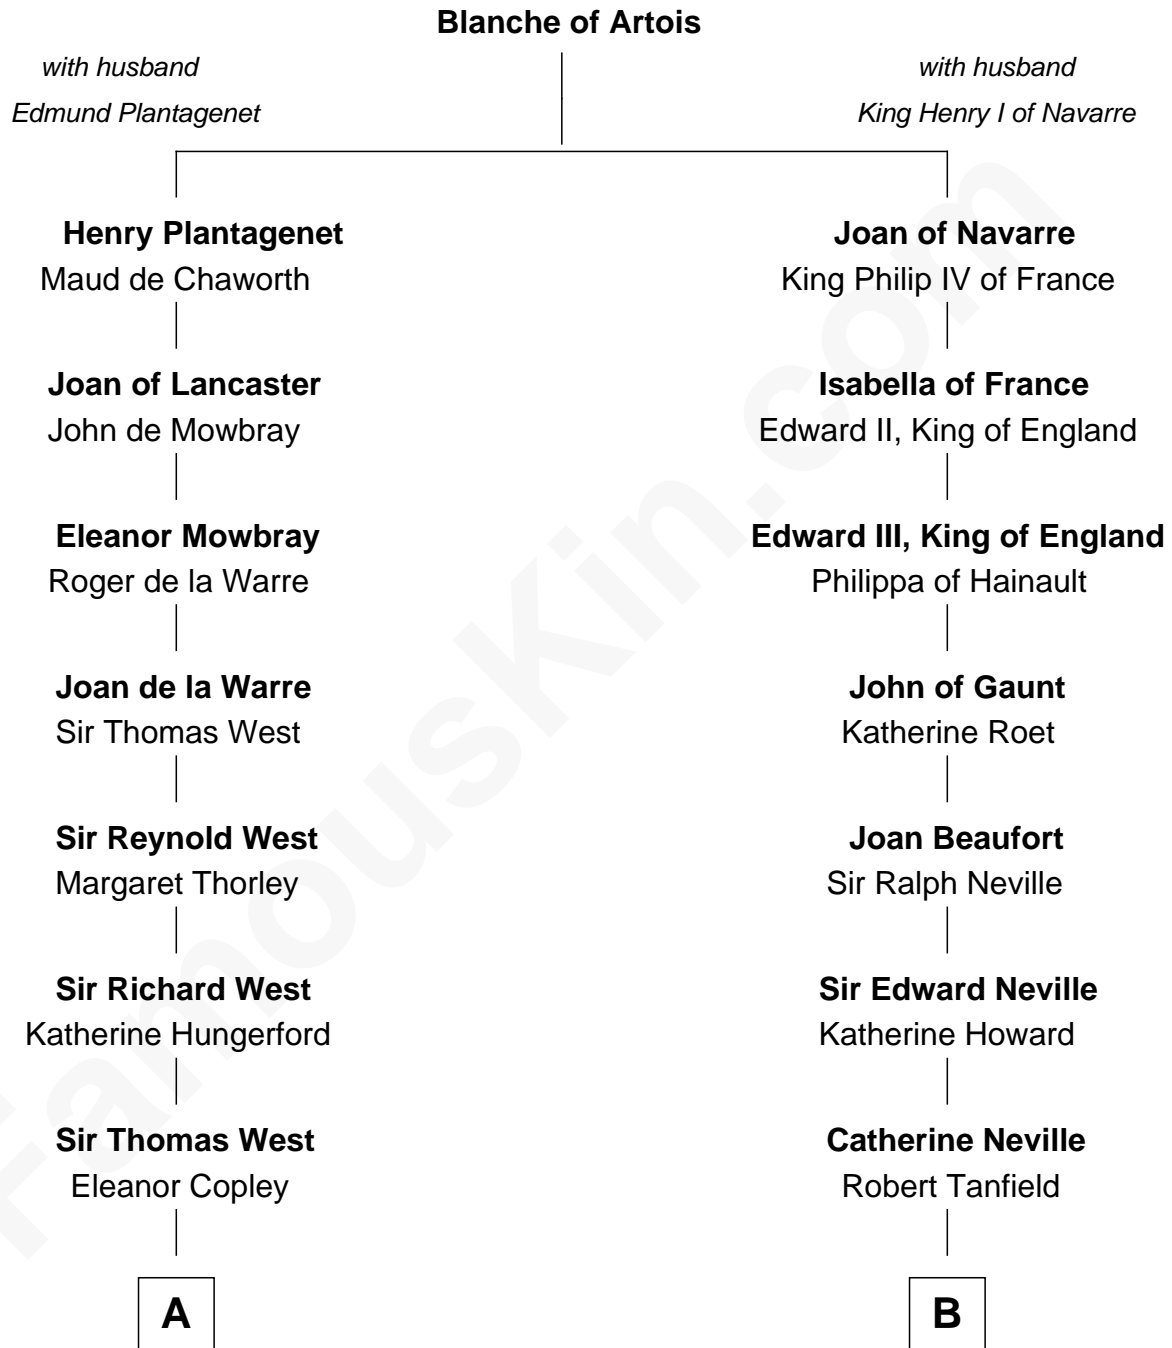 Blanche of Artois
with husband
Edmund Plantagenet
with husband
King Henry I of Navarre
Henry Plantagenet
Maud de Chaworth
Joan of Navarre
King Philip IV of France
Joan of Lancaster
John de Mowbray
Isabella of France
Edward II, King of England
Eleanor Mowbray
Roger de la Warre
Edward III, King of England
Philippa of Hainault
Joan de la Warre
Sir Thomas West
John of Gaunt
Katherine Roet
Sir Reynold West
Margaret Thorley
Joan Beaufort
Sir Ralph Neville
Sir Richard West
Katherine Hungerford
Sir Edward Neville
Katherine Howard
Sir Thomas West
Eleanor Copley
Catherine Neville
Robert Tanfield
A
B
FamousKin.com